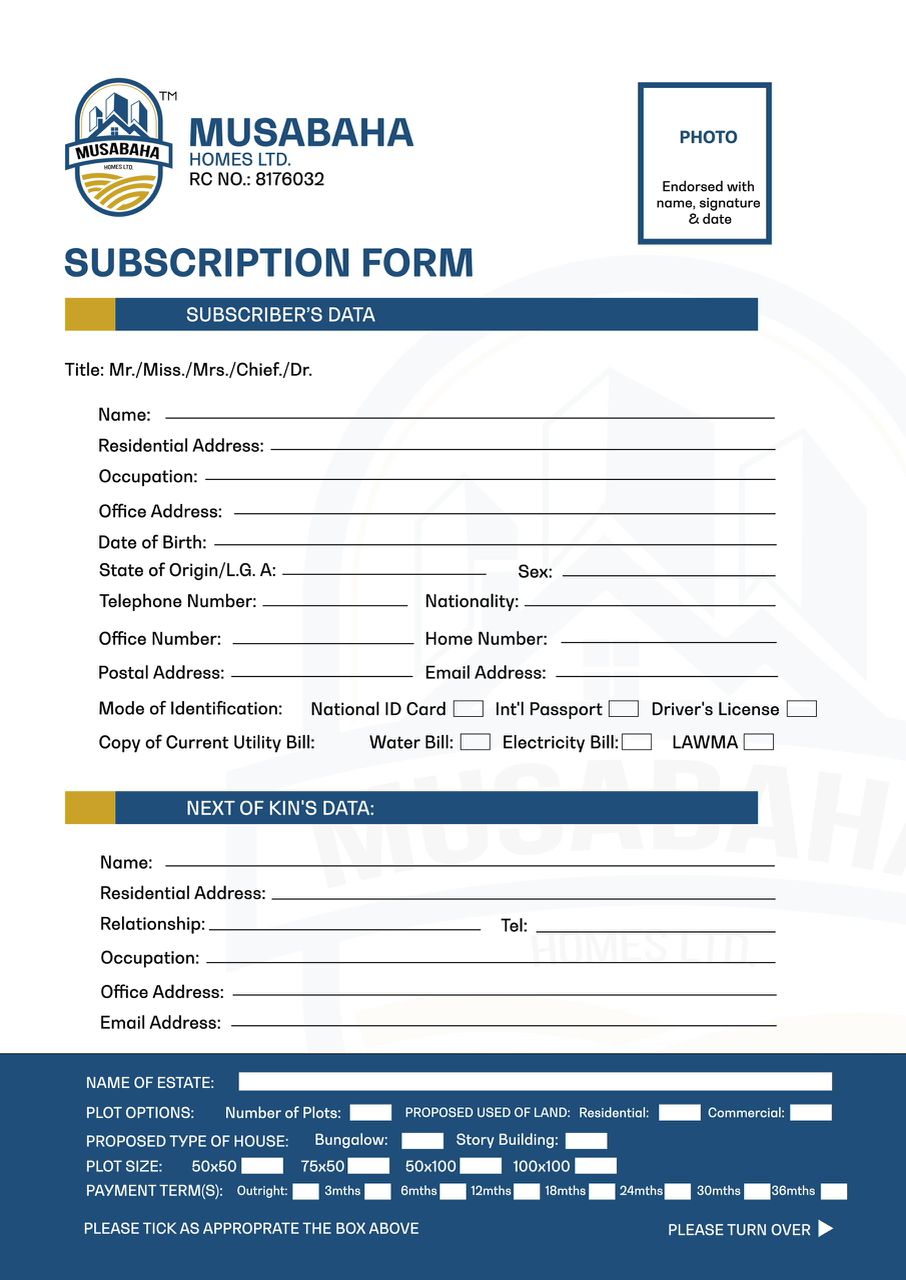 TM
MUSABAHA
HOMES LTD.
MUSABAHA
HOMES LTD.
RC NO.: 8176032
PHOTO
Endorsed with
name, signature
& date
SUBSCRIPTION FORM
SUBSCRIBER'S DATA
Title: Mr./Miss./Mrs./Chief./Dr.
Name:
Residential Address:
Occupation:
Office Address:
Date of Birth:
State of Origin/L.G. A: Sex:
Telephone Number: Nationality:
Office Number: Home Number:
Postal Address: Email Address:
Mode of Identification: National ID Card Int'l Passport Driver's License
Copy of Current Utility Bill: Water Bill: Electricity Bill: LAWMA
MUSABAHA
NEXT OF KIN'S DATA:
Name:
Residential Address:
Relationship: Tel:
HOMES LTD.
Occupation:
Office Address:
Email Address:
NAME OF ESTATE:
PLOT OPTIONS: Number of Plots: PROPOSED USED OF LAND: Residential: Commercial:
PROPOSED TYPE OF HOUSE: Bungalow: Story Building:
PLOT SIZE: 50x50 75x50 50x100 100x100
PAYMENT TERM(S): Outright: 3mths 6mths 12mths 18mths 24mths 30mths 36mths
PLEASE TICK AS APPROPRATE THE BOX ABOVE
PLEASE TURN OVER